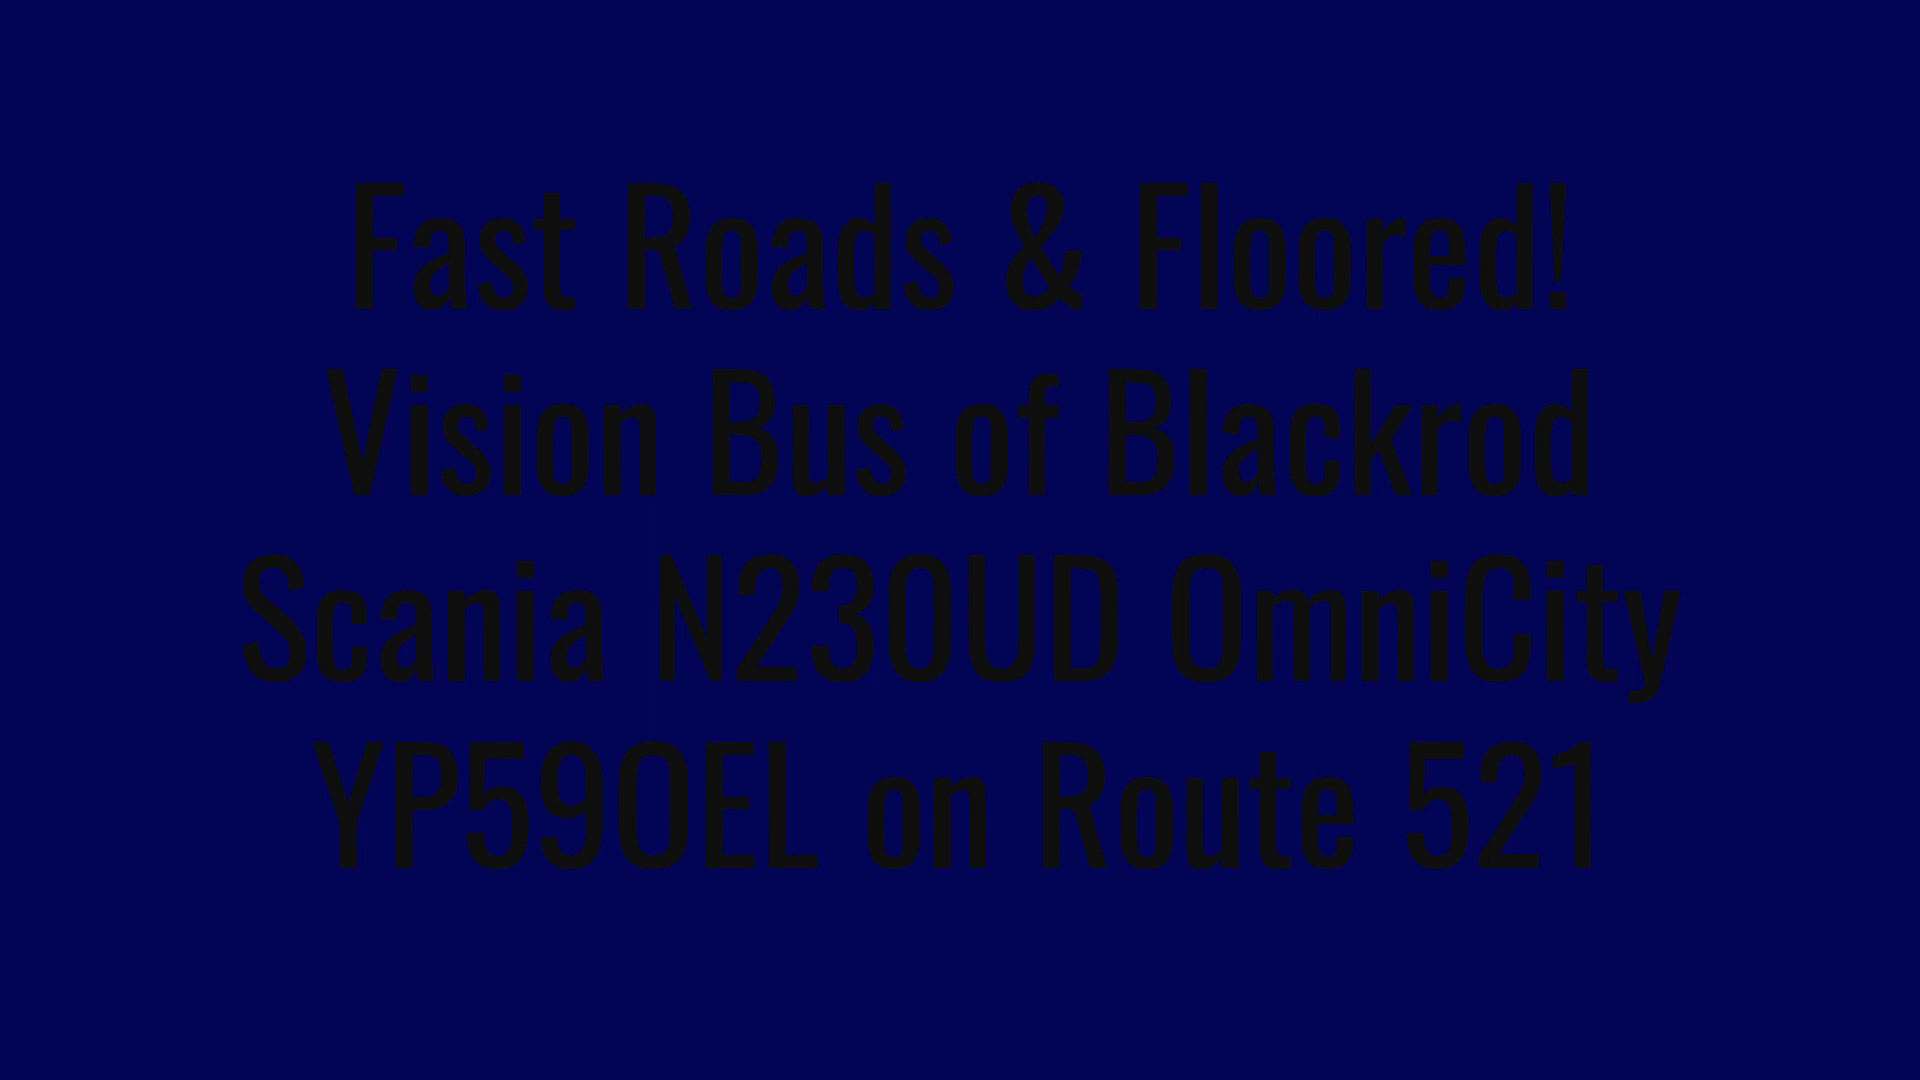 Fast Roads & Floored!
Vision Bus of Blackrod
Scania N230UD OmniCity
YP59OEL on Route 521